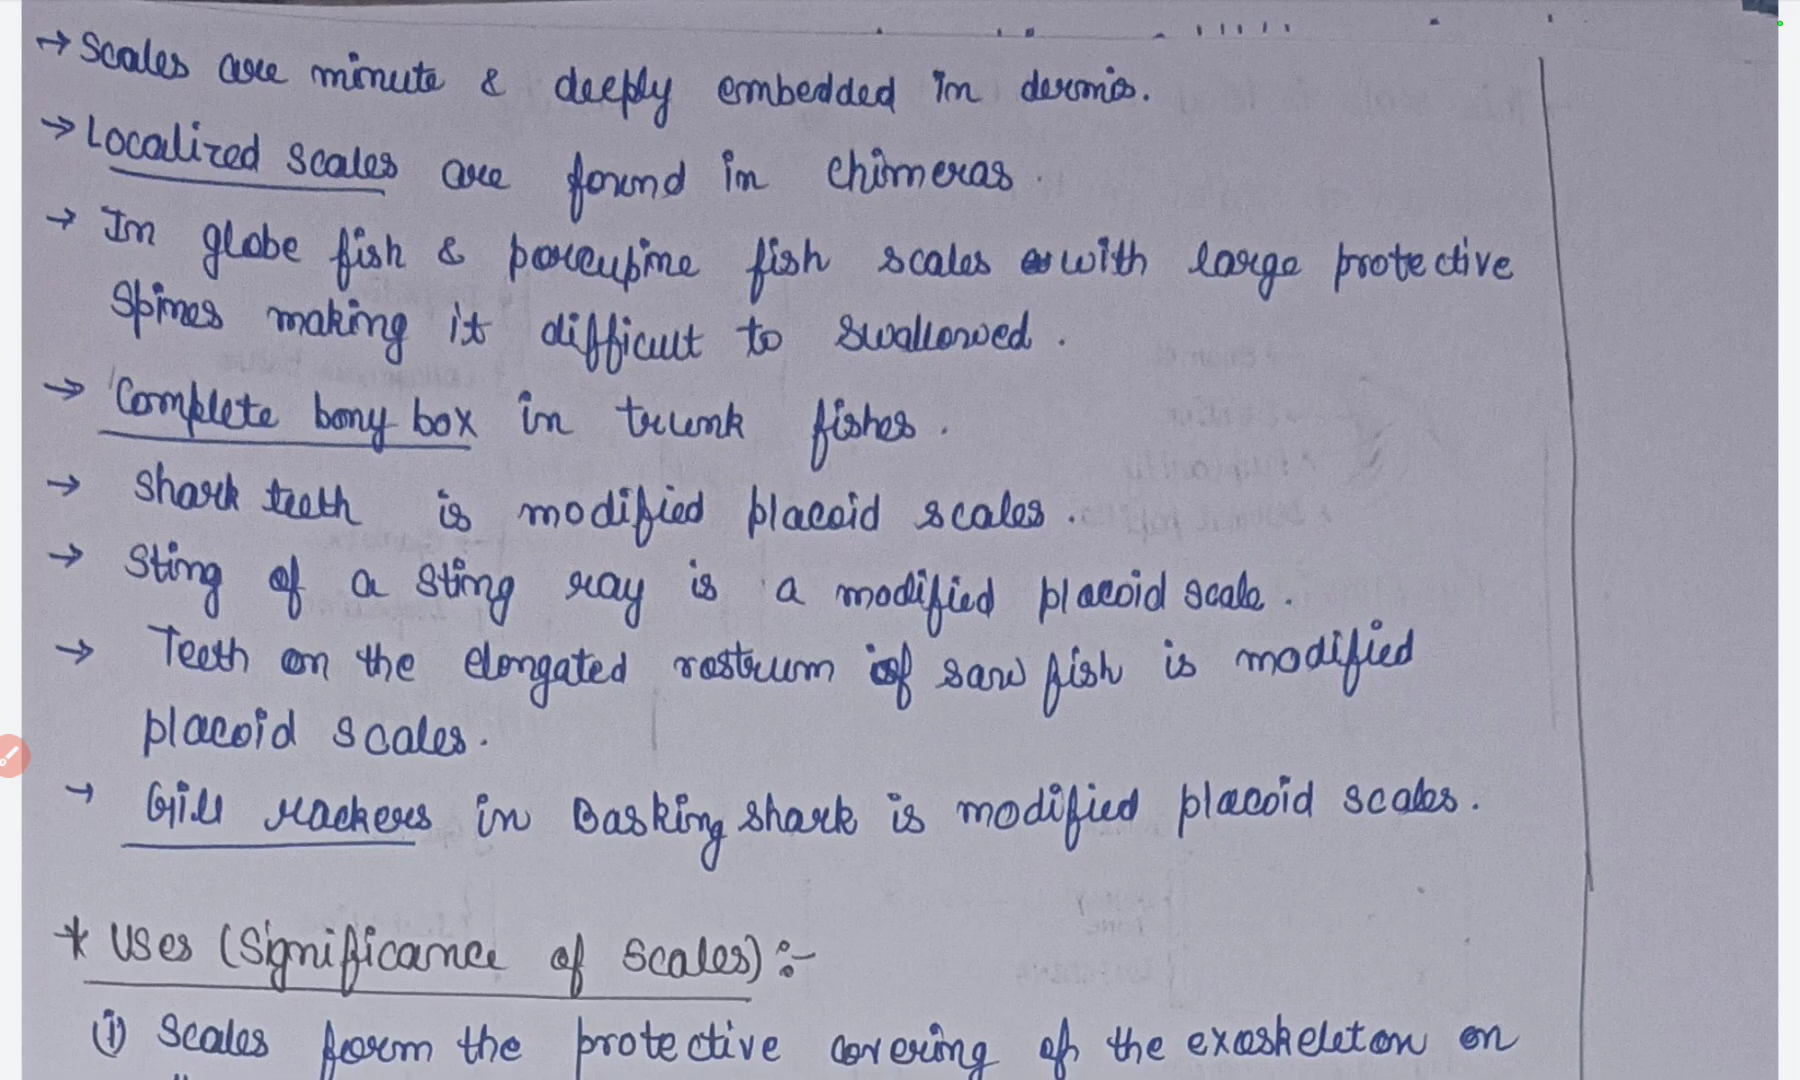 → Scales are minute & deeply embedded in dermis.
→ Localized scales are found in chimeras.
→ In globe fish & porcupine fish scales with large protective
spines making it difficult to swallowed.
→ Complete bony box in trunk fishes.
→ Shark teeth is modified placoid scales.
→ Sting of a sting ray is a modified placoid scale.
→ Teeth on the elongated rostrum of saw fish is modified
placoid scales.
→ Gill rackers in Basking shark is modified placoid scales.
* Uses (Significance of Scales) :-
(i) Scales form the protective covering of the exoskeleton on